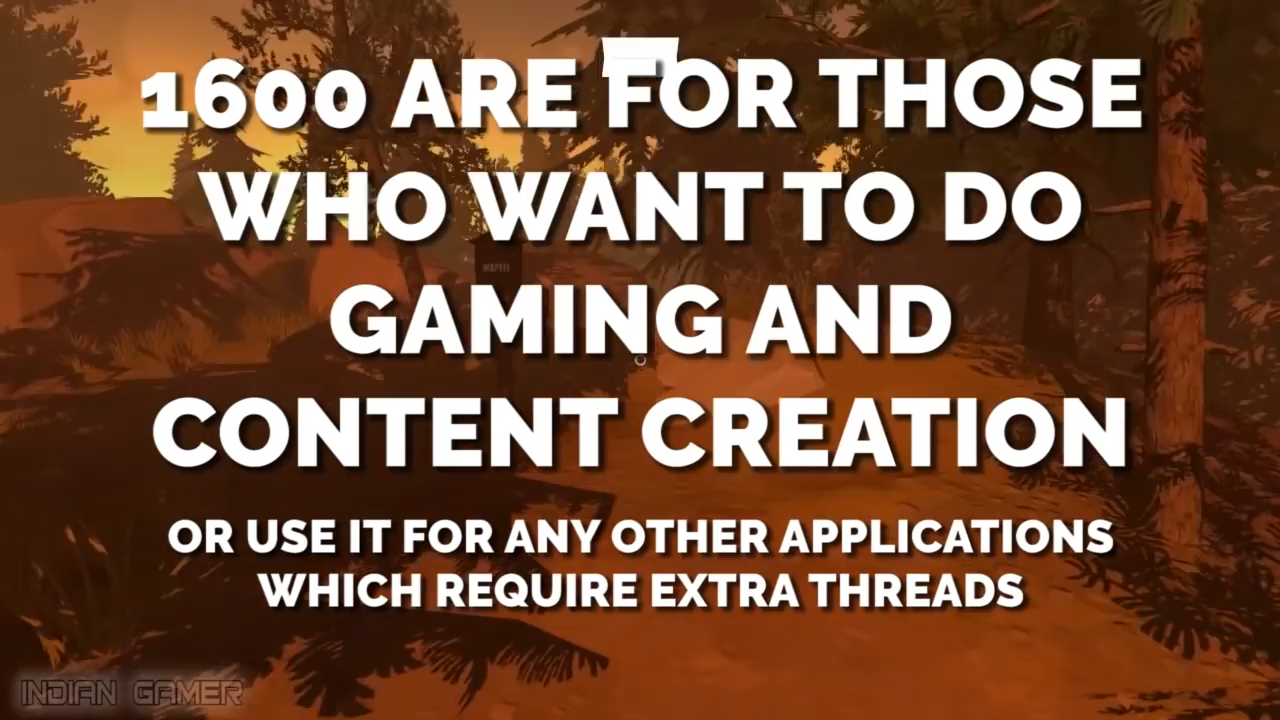 1600 ARE FOR THOSE
WHO WANT TO DO
GAMING AND
CONTENT CREATION
OR USE IT FOR ANY OTHER APPLICATIONS
WHICH REQUIRE EXTRA THREADS
INDIAN GAMER